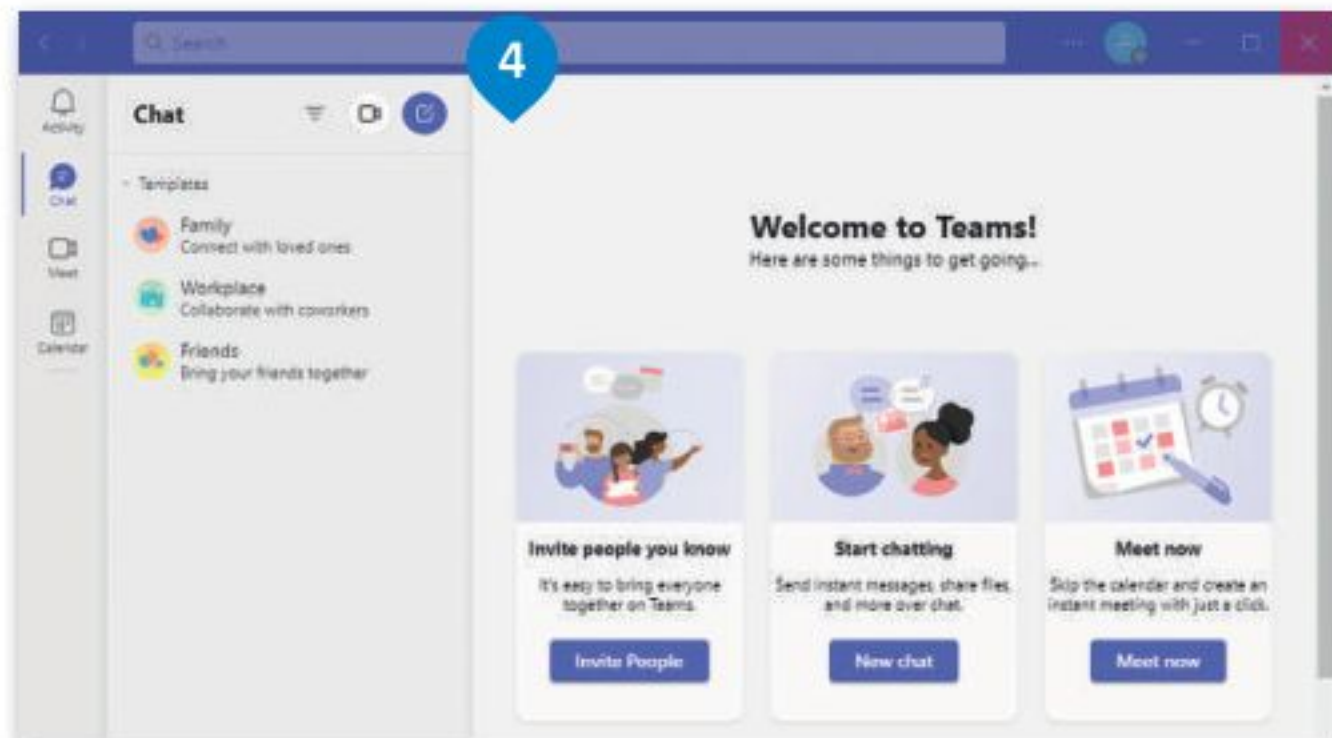 Search
4
Activity
Chat
Meet
Calendar
Chat
Templates
Family
Connect with loved ones
Workplace
Collaborate with coworkers
Friends
Bring your friends together
Welcome to Teams!
Here are some things to get going...
Invite people you know
It's easy to bring everyone
together on Teams.
Invite People
Start chatting
Send instant messages, share files,
and more over chat.
New chat
Meet now
Skip the calendar and create an
instant meeting with just a click.
Meet now